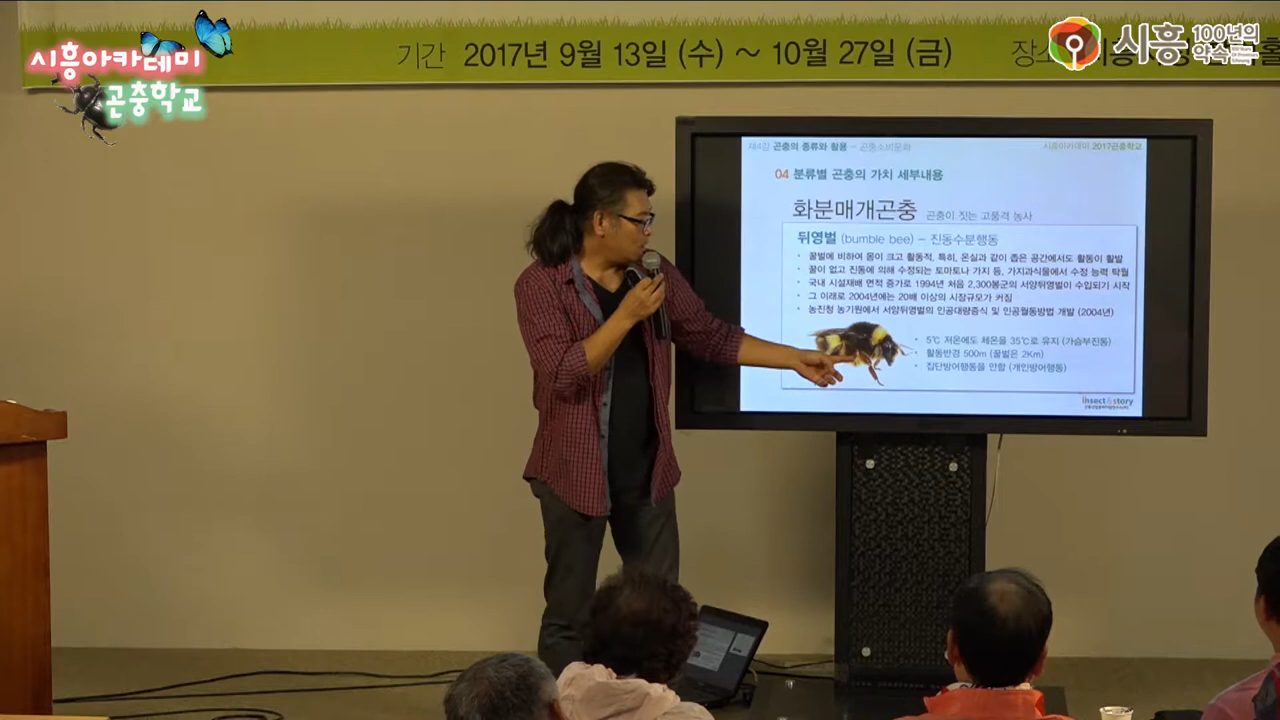 시흥아카데미
곤충학교
기간 2017년 9월 13일 (수) ~ 10월 27일 (금)
시흥 100년의
약속
제4강 곤충의 종류와 활용 - 곤충소비문화
시흥아카데미 2017곤충학교
04 분류별 곤충의 가치 세부내용
화분매개곤충 곤충이 짓는 고품격 농사
뒤영벌 (bumble bee) - 진동수분행동
• 꿀벌에 비하여 몸이 크고 활동적, 특히, 온실과 같이 좁은 공간에서도 활동이 활발
• 꿀이 없고 진동에 의해 수정되는 토마토나 가지 등, 가지과식물에서 수정 능력 탁월
• 국내 시설재배 면적 증가로 1994년 처음 2,300봉군의 서양뒤영벌이 수입되기 시작
• 그 이래로 2004년에는 20배 이상의 시장규모가 커짐
• 농진청 농기원에서 서양뒤영벌의 인공대량증식 및 인공월동방법 개발 (2004년)
• 5℃ 저온에도 체온을 35℃로 유지 (가슴부진동)
• 활동반경 500m (꿀벌은 2Km)
• 집단방어행동을 안함 (개인방어행동)
insect&story